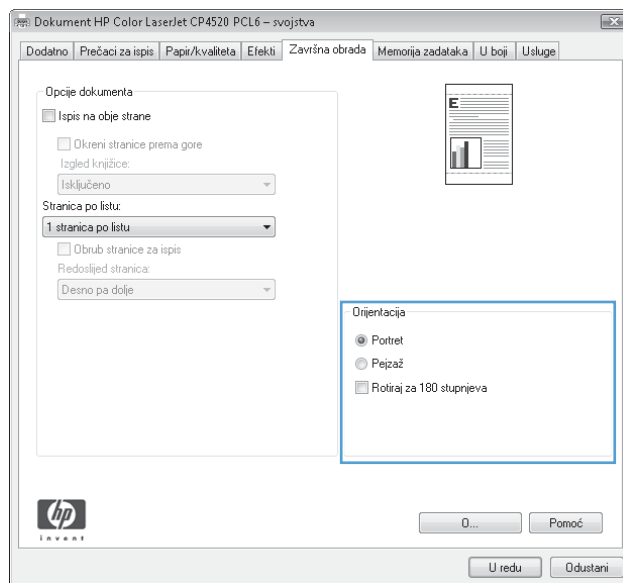 Dokument HP Color LaserJet CP4520 PCL6 – svojstva
Dodatno Prečaci za ispis Papir/kvaliteta Efekti Završna obrada Memorija zadataka U boji Usluge
Opcije dokumenta
Ispis na obje strane
Okreni stranice prema gore
Izgled knjižice:
Isključeno
Stranica po listu:
1 stranica po listu
Obrub stranice za ispis
Redoslijed stranica:
Desno pa dolje
E
Orijentacija
Portret
Pejzaž
Rotiraj za 180 stupnjeva
hp
invent
O... Pomoć
U redu Odustani